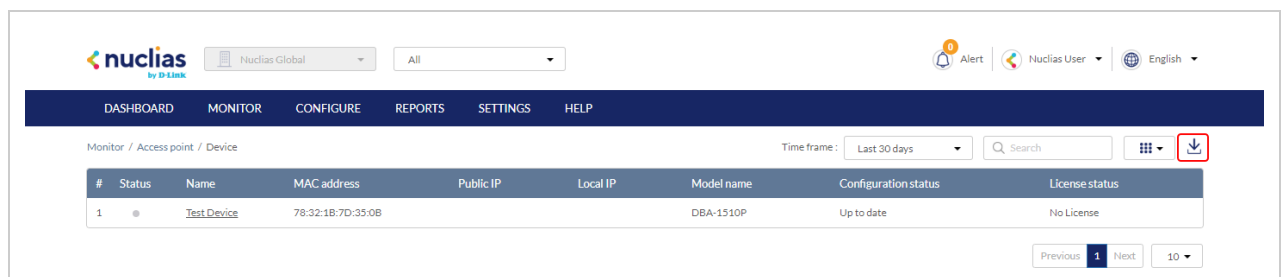 nuclias Nuclias Global All 0 Alert Nuclias User English
by D-Link
DASHBOARD MONITOR CONFIGURE REPORTS SETTINGS HELP
Monitor / Access point / Device Time frame : Last 30 days Search
# Status Name MAC address Public IP Local IP Model name Configuration status License status
1 Test Device 78:32:1B:7D:35:0B DBA-1510P Up to date No License
Previous 1 Next 10